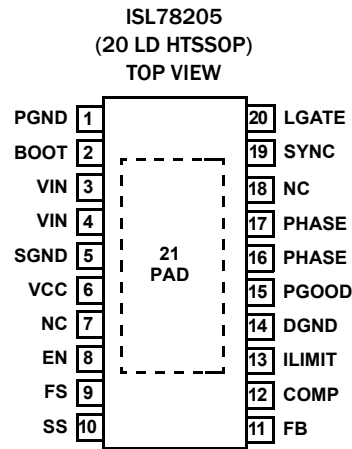 ISL78205
(20 LD HTSSOP)
TOP VIEW
PGND 1
BOOT 2
VIN 3
VIN 4
SGND 5
VCC 6
NC 7
EN 8
FS 9
SS 10
21
PAD
20 LGATE
19 SYNC
18 NC
17 PHASE
16 PHASE
15 PGOOD
14 DGND
13 ILIMIT
12 COMP
11 FB